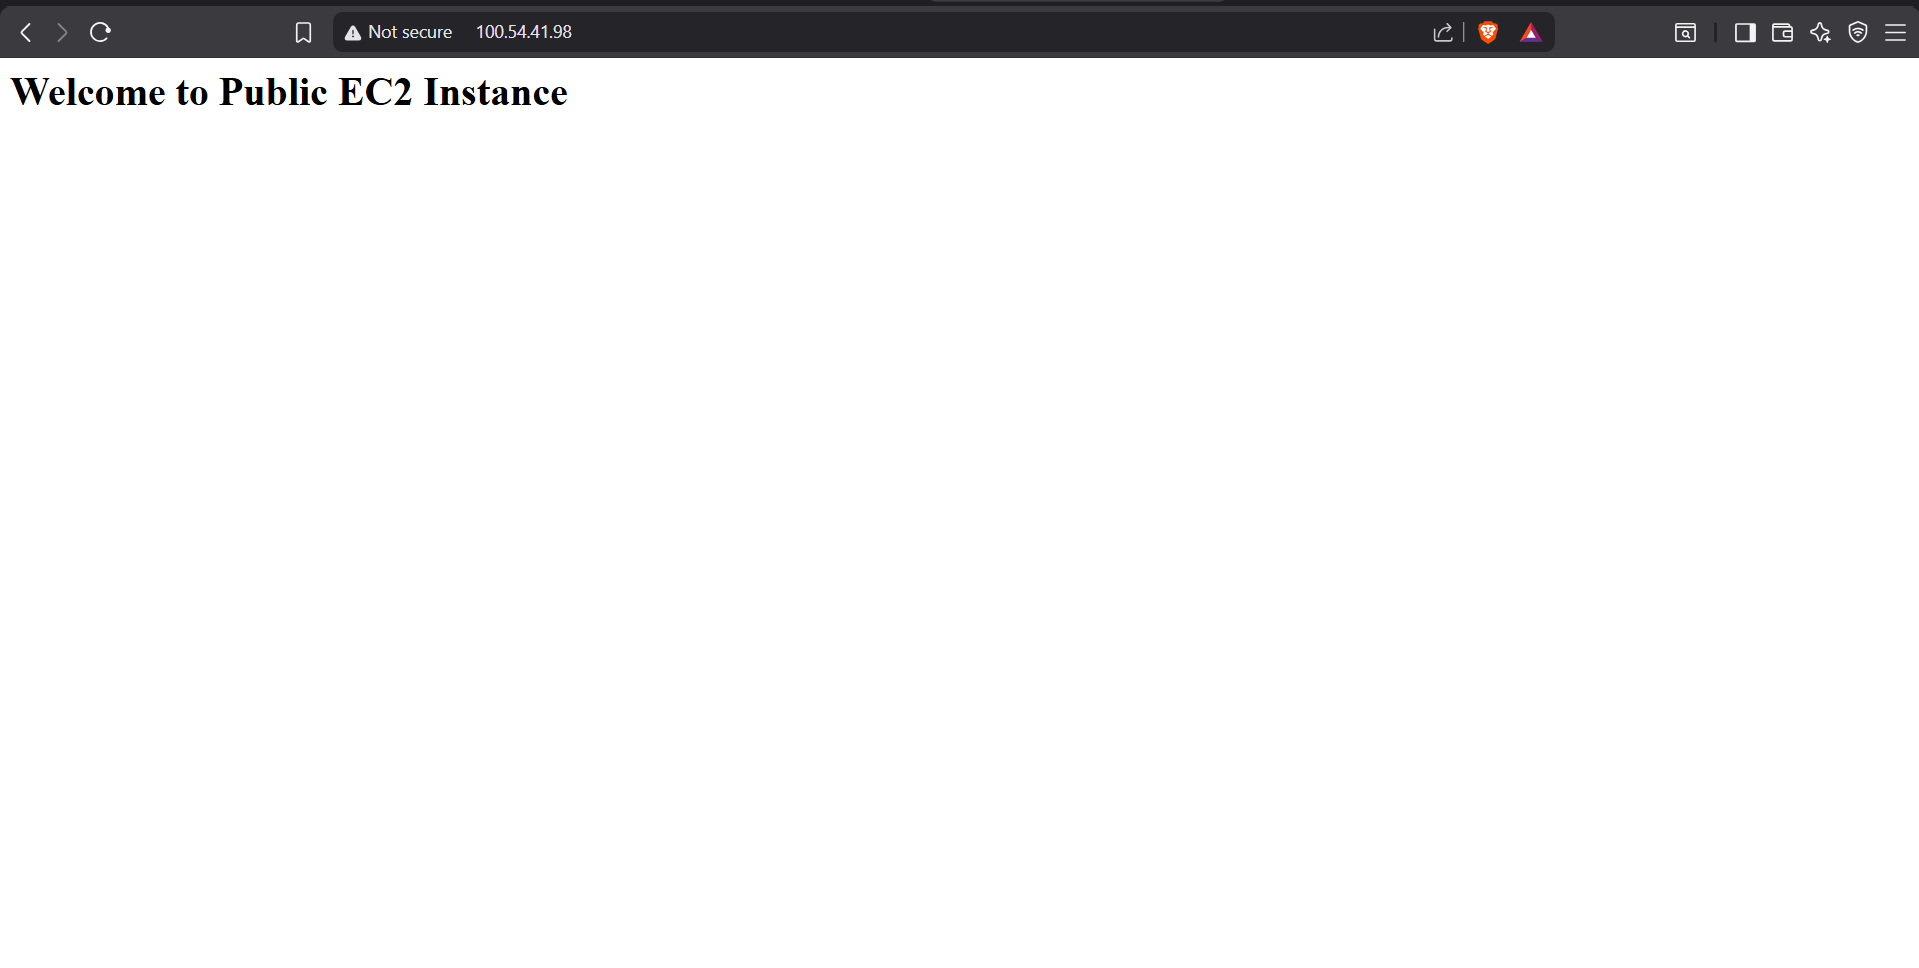 Not secure 100.54.41.98
Welcome to Public EC2 Instance